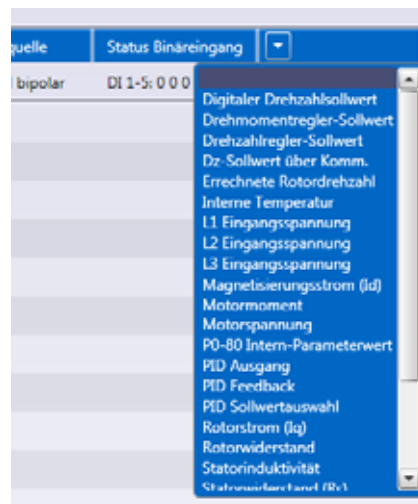 quelle Status Binäreingang
bipolar DI 1-5: 0 0 0
Digitaler Drehzahlsollwert
Drehmomentregler-Sollwert
Drehzahlregler-Sollwert
Dz-Sollwert über Komm.
Errechnete Rotordrehzahl
Interne Temperatur
L1 Eingangsspannung
L2 Eingangsspannung
L3 Eingangsspannung
Magnetisierungsstrom (Id)
Motormoment
Motorspannung
P0-80 Intern-Parameterwert
PID Ausgang
PID Feedback
PID Sollwertauswahl
Rotorstrom (Iq)
Rotorwiderstand
Statorinduktivität
Statorwiderstand (Rs)